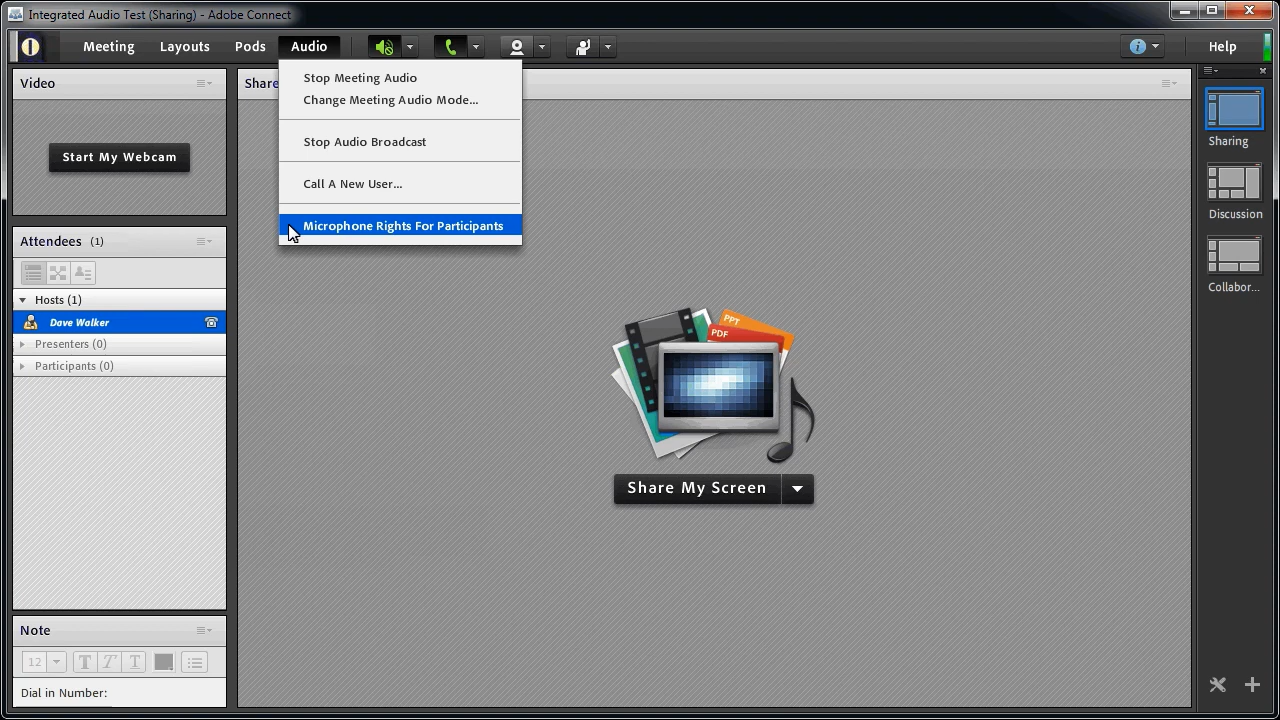 Integrated Audio Test (Sharing) - Adobe Connect
Meeting
Layouts
Pods
Audio
Help
Video
Share
Stop Meeting Audio
Change Meeting Audio Mode...
Stop Audio Broadcast
Call A New User...
Microphone Rights For Participants
Start My Webcam
Attendees (1)
Hosts (1)
Dave Walker
Presenters (0)
Participants (0)
PPT
PDF
Share My Screen
Sharing
Discussion
Collabor...
Note
12 T T T
Dial in Number: